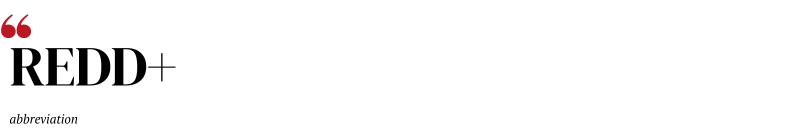 “
REDD+
abbreviation